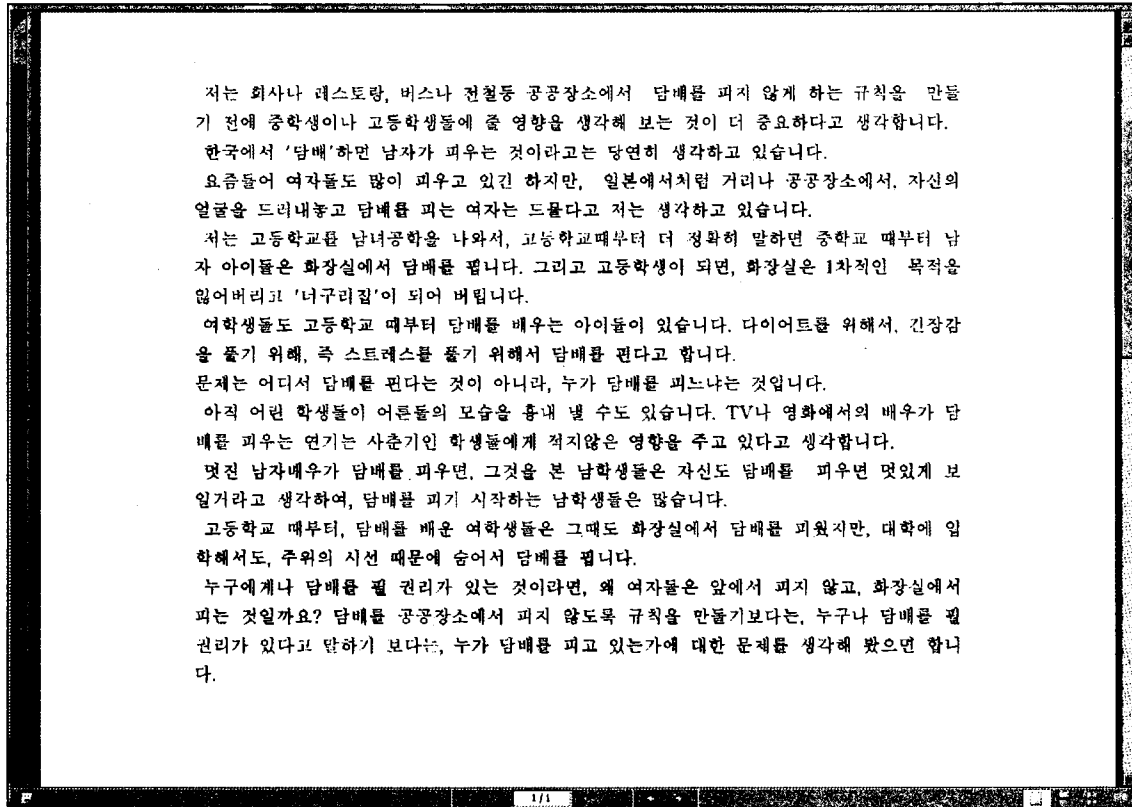 저는 회사나 레스토랑, 버스나 전철등 공공장소에서 담배를 피지 않게 하는 규칙을 만들
기 전에 중학생이나 고등학생들에 줄 영향을 생각해 보는 것이 더 중요하다고 생각합니다.
한국에서 '담배'하면 남자가 피우는 것이라고는 당연히 생각하고 있습니다.
요즘들어 여자들도 많이 피우고 있긴 하지만, 일본에서처럼 거리나 공공장소에서, 자신의
얼굴을 드러내놓고 담배를 피는 여자는 드물다고 저는 생각하고 있습니다.
저는 고등학교를 남녀공학을 나와서, 고등학교때부터 더 정확히 말하면 중학교 때부터 남
자 아이들은 화장실에서 담배를 핍니다. 그리고 고등학생이 되면, 화장실은 1차적인 목적을
잃어버리고 '너구리집'이 되어 버립니다.
여학생들도 고등학교 때부터 담배를 배우는 아이들이 있습니다. 다이어트를 위해서, 긴장감
을 풀기 위해, 즉 스트레스를 풀기 위해서 담배를 핀다고 합니다.
문제는 어디서 담배를 핀다는 것이 아니라, 누가 담배를 피느냐는 것입니다.
아직 어린 학생들이 어른들의 모습을 흉내 낼 수도 있습니다. TV나 영화에서의 배우가 담
배를 피우는 연기는 사춘기인 학생들에게 적지않은 영향을 주고 있다고 생각합니다.
멋진 남자배우가 담배를 피우면, 그것을 본 남학생들은 자신도 담배를 피우면 멋있게 보
일거라고 생각하여, 담배를 피기 시작하는 남학생들은 많습니다.
고등학교 때부터, 담배를 배운 여학생들은 그때도 화장실에서 담배를 피웠지만, 대학에 입
학해서도, 주위의 시선 때문에 숨어서 담배를 핍니다.
누구에게나 담배를 필 권리가 있는 것이라면, 왜 여자들은 앞에서 피지 않고, 화장실에서
피는 것일까요? 담배를 공공장소에서 피지 않도록 규칙을 만들기보다는, 누구나 담배를 필
권리가 있다고 말하기 보다는, 누가 담배를 피고 있는가에 대한 문제를 생각해 봤으면 합니
다.
1/1